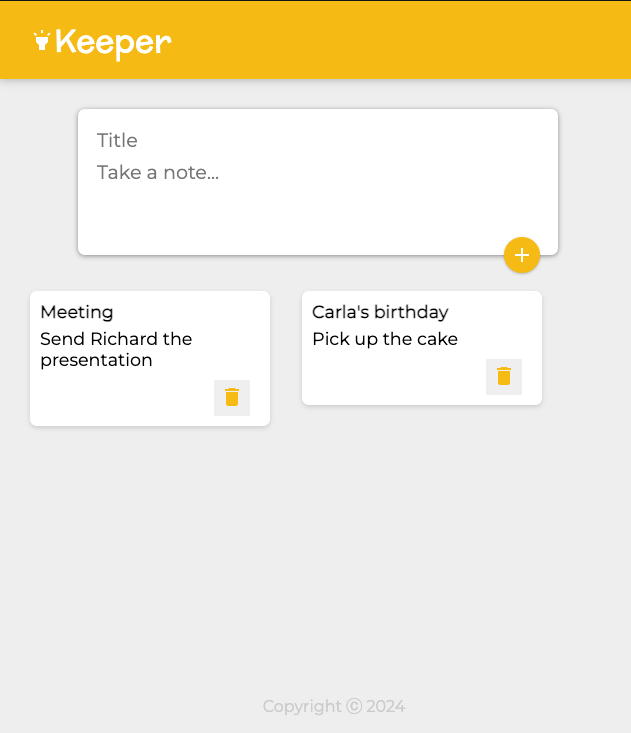 Keeper
Title
Take a note...
Meeting
Send Richard the
presentation
Carla's birthday
Pick up the cake
Copyright ⓒ 2024